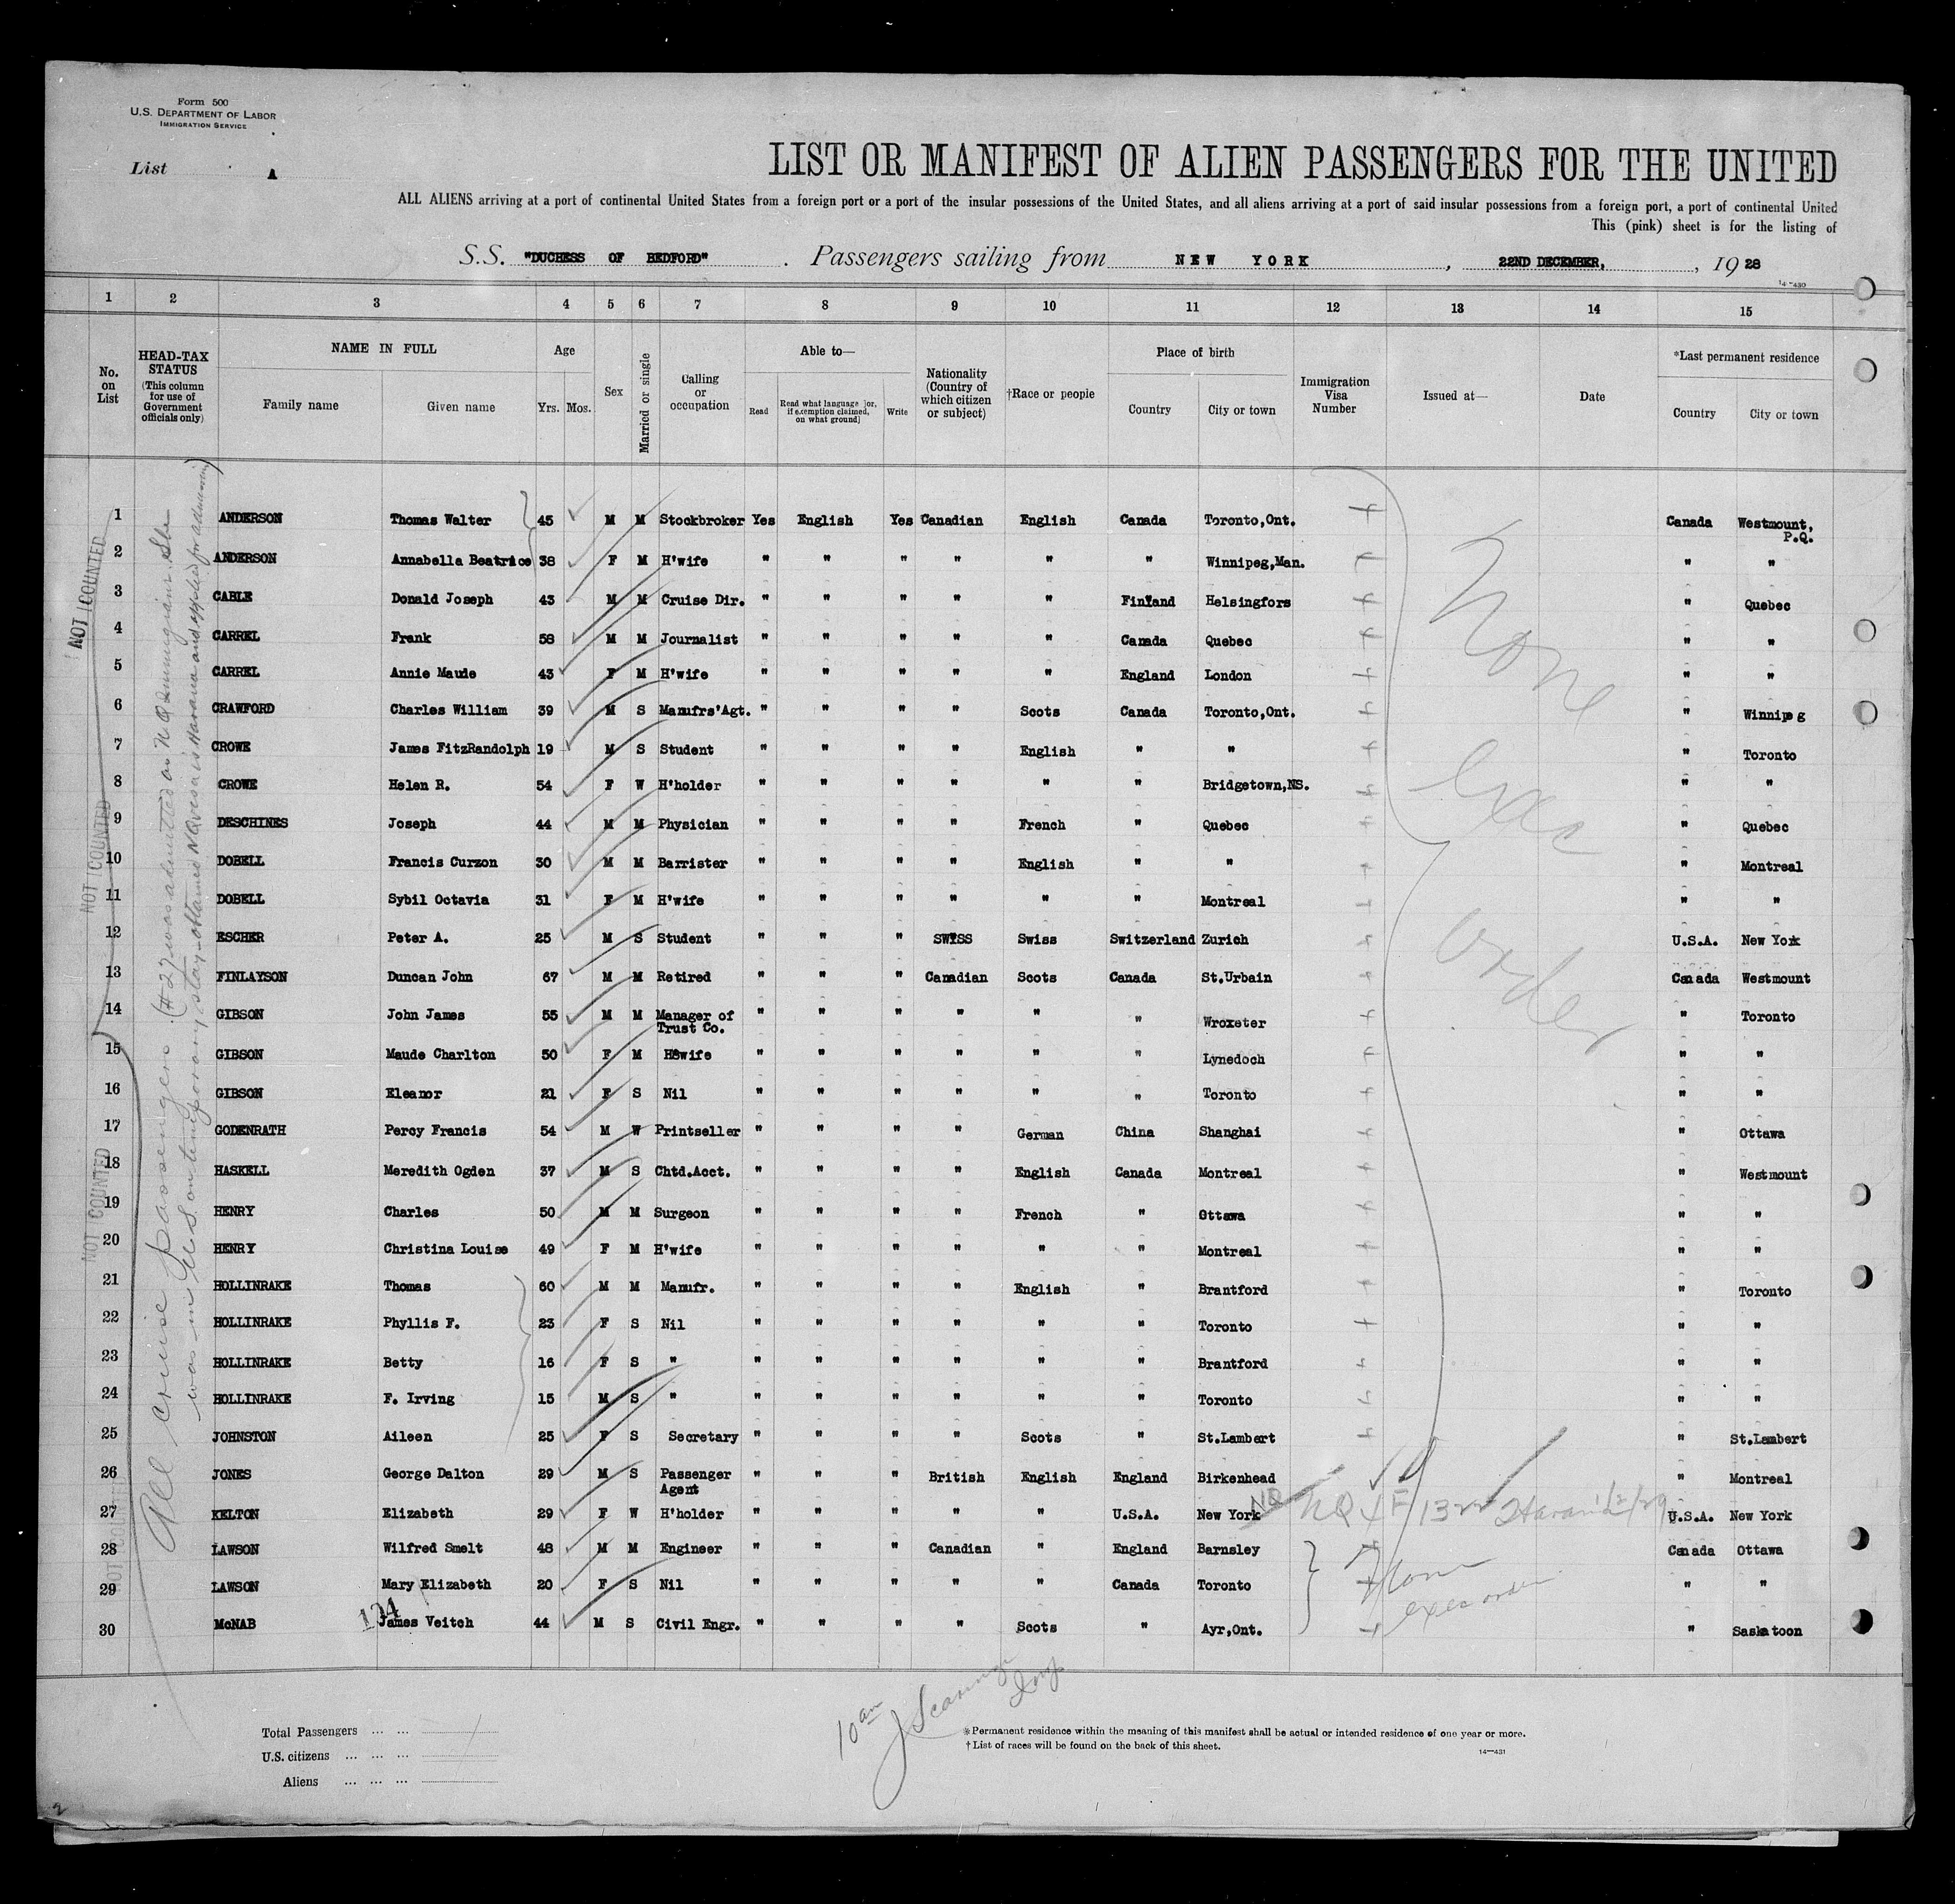 Form 500
U.S. DEPARTMENT OF LABOR
IMMIGRATION SERVICE
List A
LIST OR MANIFEST OF ALIEN PASSENGERS FOR THE UNITED
ALL ALIENS arriving at a port of continental United States from a foreign port or a port of the insular possessions of the United States, and all aliens arriving at a port of said insular possessions from a foreign port, a port of continental United
This (pink) sheet is for the listing of
S.S. "DUCHESS OF BEDFORD". Passengers sailing from NEW YORK, 22ND DECEMBER, 1928
14-430
1 2 3 4 5 6 7 8 9 10 11 12 13 14 15
No. on List
HEAD-TAX STATUS (This column for use of Government officials only)
NAME IN FULL
Family name
Given name
Age
Yrs. Mos.
Sex
Married or single
Calling or occupation
Able to—
Read
Read what language [or, if exemption claimed, on what ground]
Write
Nationality (Country of which citizen or subject)
†Race or people
Place of birth
Country
City or town
Immigration Visa Number
Issued at—
Date
*Last permanent residence
Country
City or town
1 ANDERSON Thomas Walter 45 M M Stockbroker Yes English Yes Canadian English Canada Toronto,Ont. Canada Westmount, P.Q.
2 ANDERSON Annabella Beatrice 38 F M H'wife " " " " " " Winnipeg,Man. " "
3 CABLE Donald Joseph 43 M M Cruise Dir. " " " " " Finland Helsingfors " Quebec
4 CARREL Frank 58 M M Journalist " " " " " Canada Quebec " "
5 CARREL Annie Maude 43 F M H'wife " " " " " England London " "
6 CRAWFORD Charles William 39 M S Manufrs'Agt. " " " " Scots Canada Toronto,Ont. " Winnipeg
7 CROWE James FitzRandolph 19 M S Student " " " " English " " " Toronto
8 CROWE Helen R. 54 F W H'holder " " " " " " Bridgetown,NS. " "
9 DESCHINES Joseph 44 M M Physician " " " " French " Quebec " Quebec
10 DOBELL Francis Curzon 30 M M Barrister " " " " English " " " Montreal
11 DOBELL Sybil Octavia 31 F M H'wife " " " " " " Montreal " "
12 ESCHER Peter A. 25 M S Student " " " SWISS Swiss Switzerland Zurich U.S.A. New York
13 FINLAYSON Duncan John 67 M M Retired " " " Canadian Scots Canada St.Urbain Canada Westmount
14 GIBSON John James 55 M M Manager of Trust Co. " " " " " " Wroxeter " Toronto
15 GIBSON Maude Charlton 50 F M H'wife " " " " " " Lynedoch " "
16 GIBSON Eleanor 21 F S Nil " " " " " " Toronto " "
17 GODENRATH Percy Francis 54 M W Printseller " " " " German China Shanghai " Ottawa
18 HASKELL Meredith Ogden 37 M S Chtd.Acct. " " " " English Canada Montreal " Westmount
19 HENRY Charles 50 M M Surgeon " " " " French " Ottawa " "
20 HENRY Christina Louise 49 F M H'wife " " " " " " Montreal " "
21 HOLLINRAKE Thomas 60 M M Manufr. " " " " English " Brantford " Toronto
22 HOLLINRAKE Phyllis F. 23 F S Nil " " " " " " Toronto " "
23 HOLLINRAKE Betty 16 F S " " " " " " " Brantford " "
24 HOLLINRAKE F. Irving 15 M S " " " " " " " Toronto " "
25 JOHNSTON Aileen 25 F S Secretary " " " " Scots " St.Lambert " St.Lambert
26 JONES George Dalton 29 M S Passenger Agent " " " British English England Birkenhead " Montreal
27 KELTON Elizabeth 29 F W H'holder " " " " " U.S.A. New York U.S.A. New York
28 LAWSON Wilfred Smelt 48 M M Engineer " " " Canadian " England Barnsley Canada Ottawa
29 LAWSON Mary Elizabeth 20 F S Nil " " " " " Canada Toronto " "
30 McNAB James Veitch 44 M S Civil Engr. " " " " Scots " Ayr,Ont. " Saskatoon
124
NOT COUNTED
NOT COUNTED
NOT COUNTED
All cruise passengers
None
Exec
order
None
exec order
10 am
Total Passengers ... ...
U.S. citizens ... ... ...
Aliens ... ... ...
*Permanent residence within the meaning of this manifest shall be actual or intended residence of one year or more.
†List of races will be found on the back of this sheet.
14-431